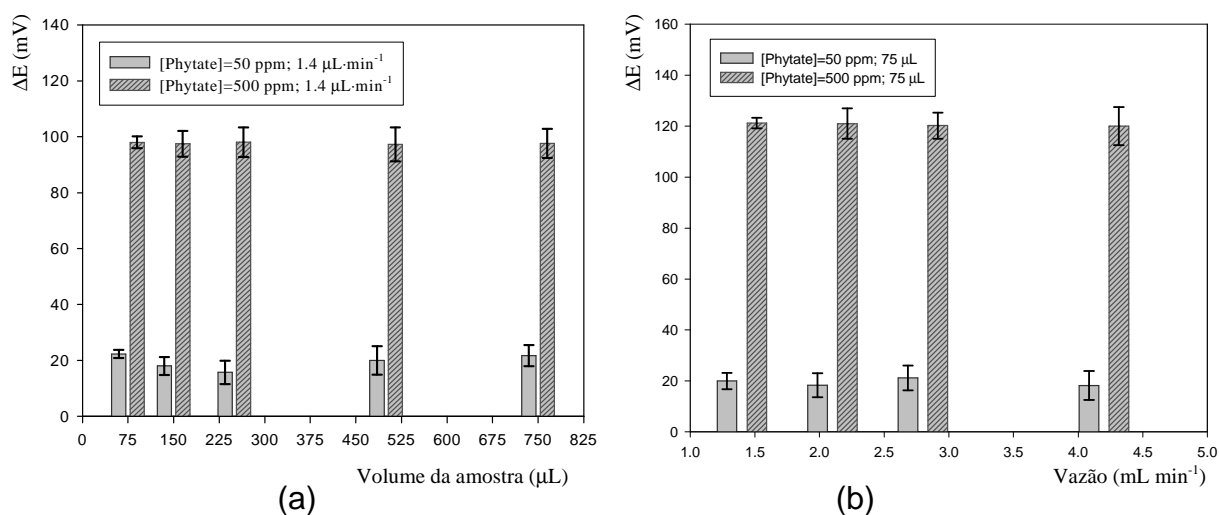 ΔE (mV)
140
120
100
80
60
40
20
0
[Phytate]=50 ppm; 1.4 μL·min⁻¹
[Phytate]=500 ppm; 1.4 μL·min⁻¹
0 75 150 225 300 375 450 525 600 675 750 825
Volume da amostra (μL)
(a)
ΔE (mV)
160
140
120
100
80
60
40
20
0
[Phytate]=50 ppm; 75 μL
[Phytate]=500 ppm; 75 μL
1.0 1.5 2.0 2.5 3.0 3.5 4.0 4.5 5.0
Vazão (mL min⁻¹)
(b)